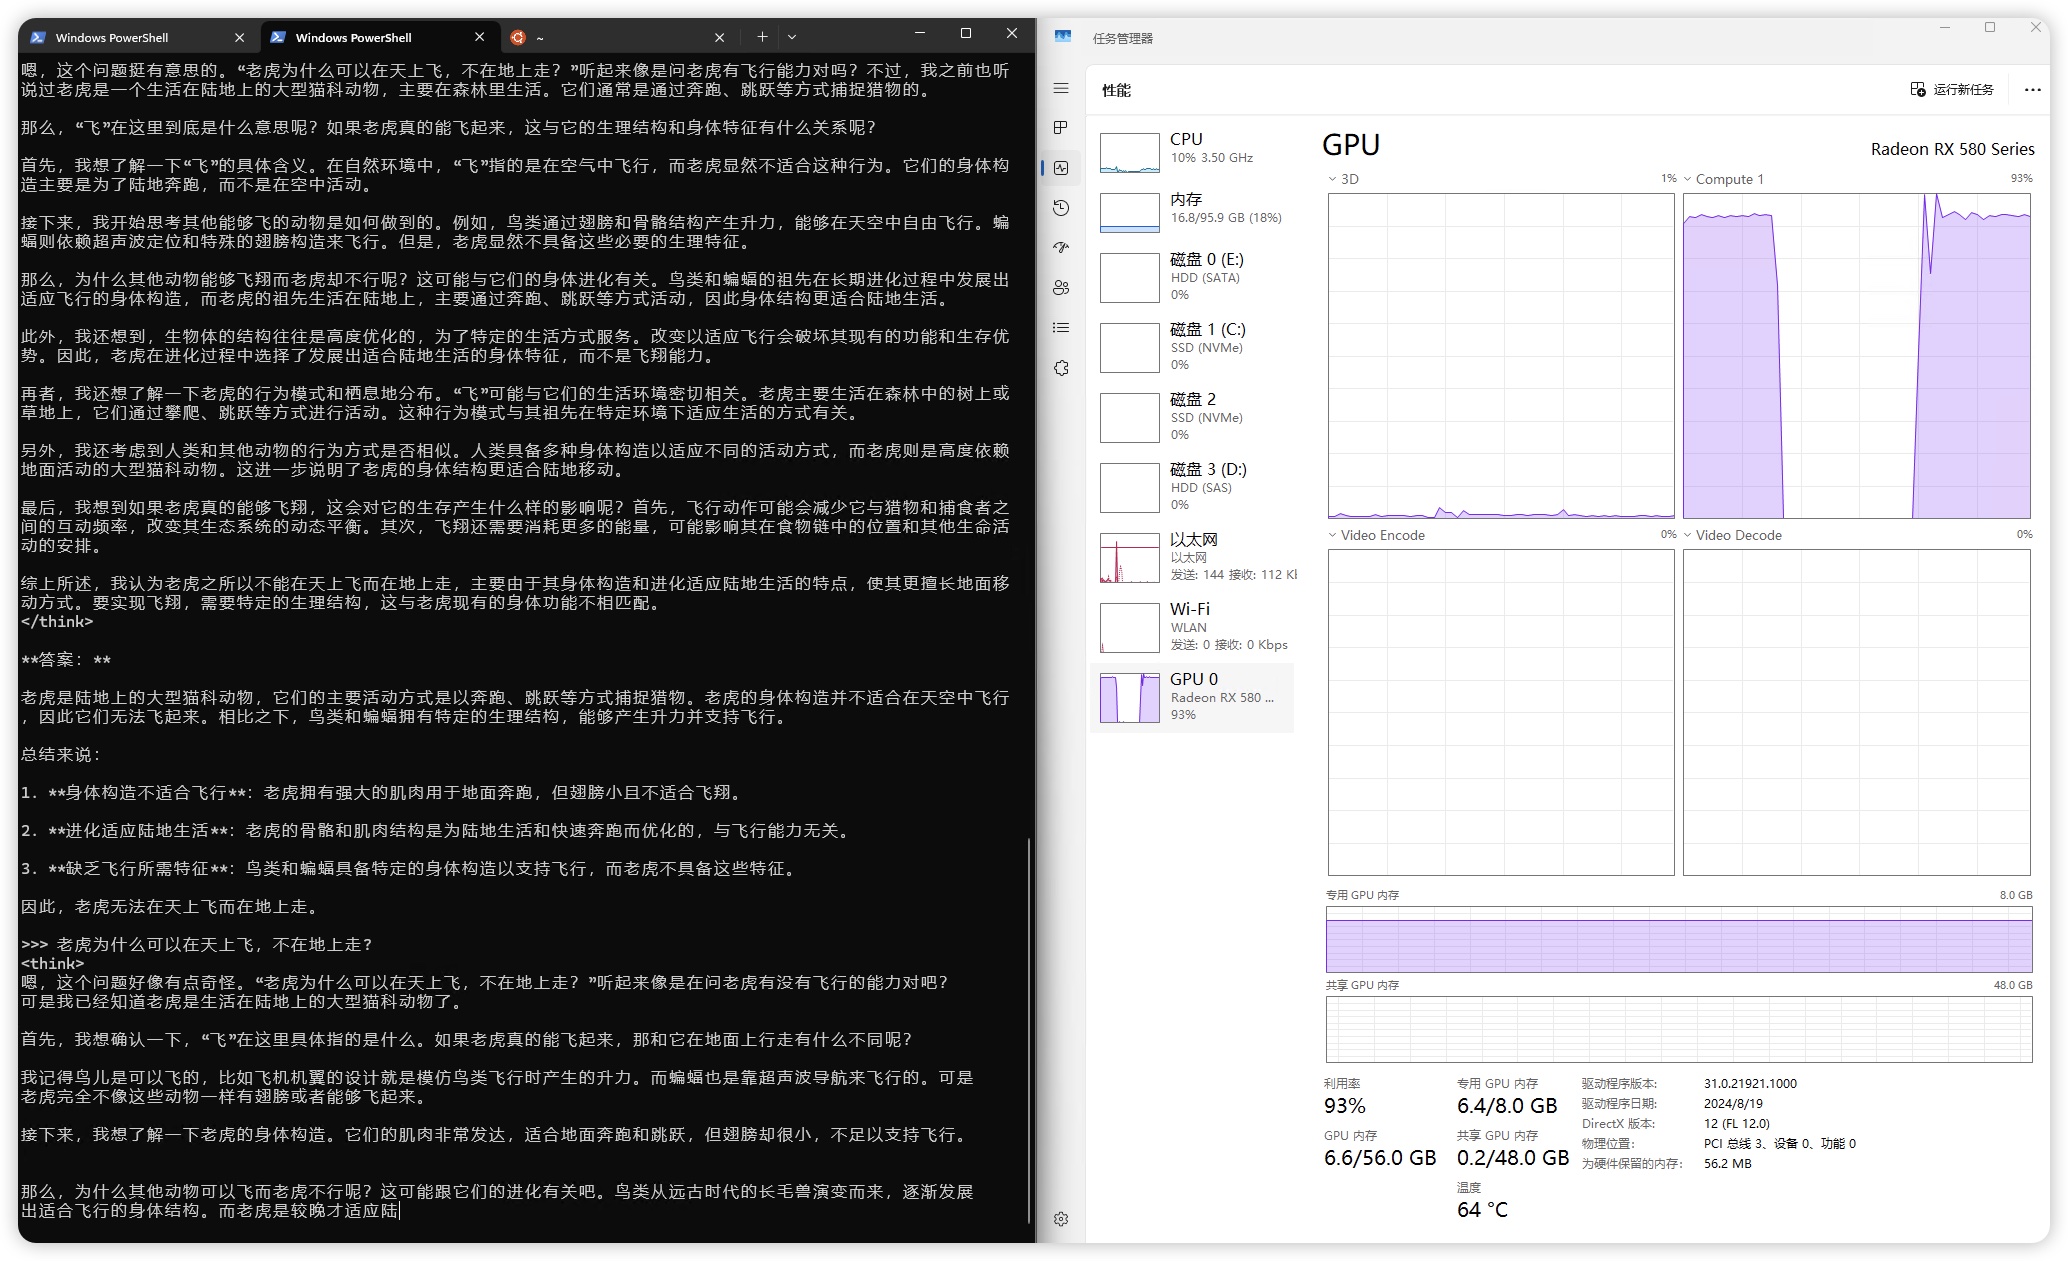 Windows PowerShell
Windows PowerShell
~
嗯，这个问题挺有意思的。“老虎为什么可以在天上飞，不在地上走？”听起来像是问老虎有飞行能力对吗？不过，我之前也听
说过老虎是一个生活在陆地上的大型猫科动物，主要在森林里生活。它们通常是通过奔跑、跳跃等方式捕捉猎物的。
那么，“飞”在这里到底是什么意思呢？如果老虎真的能飞起来，这与它的生理结构和身体特征有什么关系呢？
首先，我想了解一下“飞”的具体含义。在自然环境中，“飞”指的是在空气中飞行，而老虎显然不适合这种行为。它们的身体构
造主要是为了陆地奔跑，而不是在空中活动。
接下来，我开始思考其他能够飞的动物是如何做到的。例如，鸟类通过翅膀和骨骼结构产生升力，能够在天空中自由飞行。蝙
蝠则依赖超声波定位和特殊的翅膀构造来飞行。但是，老虎显然不具备这些必要的生理特征。
那么，为什么其他动物能够飞翔而老虎却不行呢？这可能与它们的身体进化有关。鸟类和蝙蝠的祖先在长期进化过程中发展出
适应飞行的身体构造，而老虎的祖先生活在陆地上，主要通过奔跑、跳跃等方式活动，因此身体结构更适合陆地生活。
此外，我还想到，生物体的结构往往是高度优化的，为了特定的生活方式服务。改变以适应飞行会破坏其现有的功能和生存优
势。因此，老虎在进化过程中选择了发展出适合陆地生活的身体特征，而不是飞翔能力。
再者，我还想了解一下老虎的行为模式和栖息地分布。“飞”可能与它们的生活环境密切相关。老虎主要生活在森林中的树上或
草地上，它们通过攀爬、跳跃等方式进行活动。这种行为模式与其祖先在特定环境下适应生活的方式有关。
另外，我还考虑到人类和其他动物的行为方式是否相似。人类具备多种身体构造以适应不同的活动方式，而老虎则是高度依赖
地面活动的大型猫科动物。这进一步说明了老虎的身体结构更适合陆地移动。
最后，我想到如果老虎真的能够飞翔，这会对它的生存产生什么样的影响呢？首先，飞行动作可能会减少它与猎物和捕食者之
间的互动频率，改变其生态系统的动态平衡。其次，飞翔还需要消耗更多的能量，可能影响其在食物链中的位置和其他生命活
动的安排。
综上所述，我认为老虎之所以不能在天上飞而在地上走，主要由于其身体构造和进化适应陆地生活的特点，使其更擅长地面移
动方式。要实现飞翔，需要特定的生理结构，这与老虎现有的身体功能不相匹配。
</think>
**答案：**
老虎是陆地上的大型猫科动物，它们的主要活动方式是以奔跑、跳跃等方式捕捉猎物。老虎的身体构造并不适合在天空中飞行
，因此它们无法飞起来。相比之下，鸟类和蝙蝠拥有特定的生理结构，能够产生升力并支持飞行。
总结来说：
1. **身体构造不适合飞行**：老虎拥有强大的肌肉用于地面奔跑，但翅膀小且不适合飞翔。
2. **进化适应陆地生活**：老虎的骨骼和肌肉结构是为陆地生活和快速奔跑而优化的，与飞行能力无关。
3. **缺乏飞行所需特征**：鸟类和蝙蝠具备特定的身体构造以支持飞行，而老虎不具备这些特征。
因此，老虎无法在天上飞而在地上走。
>>> 老虎为什么可以在天上飞，不在地上走？
<think>
嗯，这个问题好像有点奇怪。“老虎为什么可以在天上飞，不在地上走？”听起来像是在问老虎有没有飞行的能力对吧？
可是我已经知道老虎是生活在陆地上的大型猫科动物了。
首先，我想确认一下，“飞”在这里具体指的是什么。如果老虎真的能飞起来，那和它在地面上行走有什么不同呢？
我记得鸟儿是可以飞的，比如飞机机翼的设计就是模仿鸟类飞行时产生的升力。而蝙蝠也是靠超声波导航来飞行的。可是
老虎完全不像这些动物一样有翅膀或者能够飞起来。
接下来，我想了解一下老虎的身体构造。它们的肌肉非常发达，适合地面奔跑和跳跃，但翅膀却很小，不足以支持飞行。
那么，为什么其他动物可以飞而老虎不行呢？这可能跟它们的进化有关吧。鸟类从远古时代的长毛兽演变而来，逐渐发展
出适合飞行的身体结构。而老虎是较晚才适应陆
任务管理器
性能
运行新任务
CPU
10% 3.50 GHz
内存
16.8/95.9 GB (18%)
磁盘 0 (E:)
HDD (SATA)
0%
磁盘 1 (C:)
SSD (NVMe)
0%
磁盘 2
SSD (NVMe)
0%
磁盘 3 (D:)
HDD (SAS)
0%
以太网
以太网
发送: 144 接收: 112 Kl
Wi-Fi
WLAN
发送: 0 接收: 0 Kbps
GPU 0
Radeon RX 580 ...
93%
GPU
Radeon RX 580 Series
3D 1%
Compute 1 93%
Video Encode 0%
Video Decode 0%
专用 GPU 内存 8.0 GB
共享 GPU 内存 48.0 GB
利用率
93%
专用 GPU 内存
6.4/8.0 GB
GPU 内存
6.6/56.0 GB
共享 GPU 内存
0.2/48.0 GB
温度
64 °C
驱动程序版本: 31.0.21921.1000
驱动程序日期: 2024/8/19
DirectX 版本: 12 (FL 12.0)
物理位置: PCI 总线 3、设备 0、功能 0
为硬件保留的内存: 56.2 MB